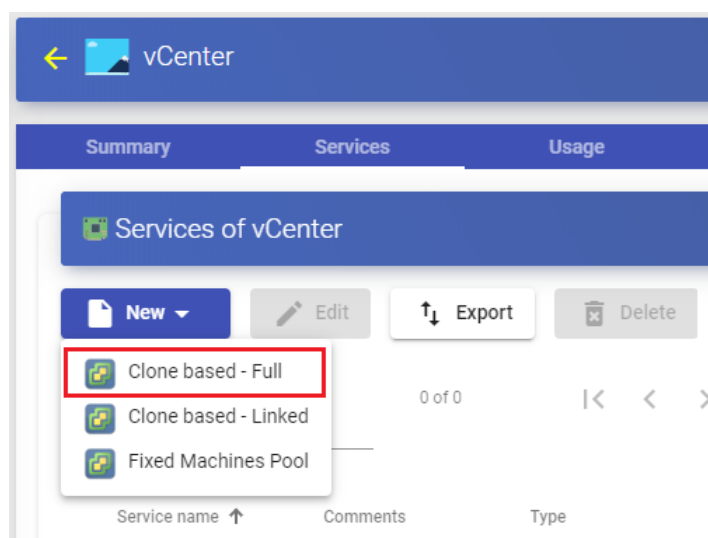 vCenter
Summary Services Usage
Services of vCenter
New Edit Export Delete
Clone based - Full
0 of 0
Clone based - Linked
Fixed Machines Pool
Service name Comments Type